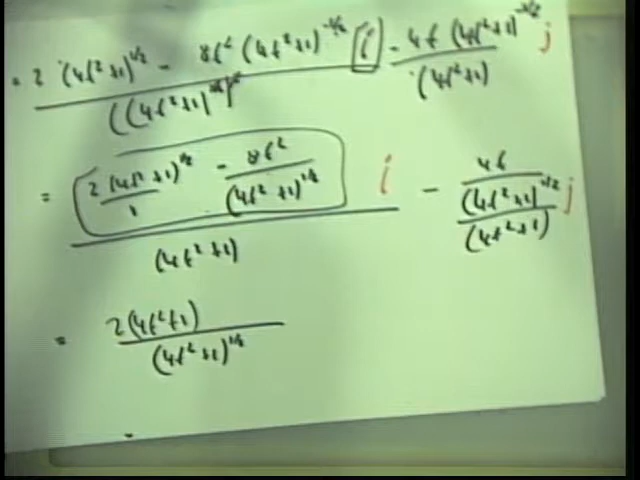 = 2 (4t²+1)^1/2 - 8t² (4t²+1)^-1/2 i - 4t (4t²+1)^-1/2 j
((4t²+1)^1/2)² (4t²+1)
= 2 (4t²+1)^1/2 / 1 - 8t² / (4t²+1)^1/2 i - 4t / (4t²+1)^1/2 j
(4t²+1) (4t²+1)
= 2(4t²+1)
(4t²+1)^1/2